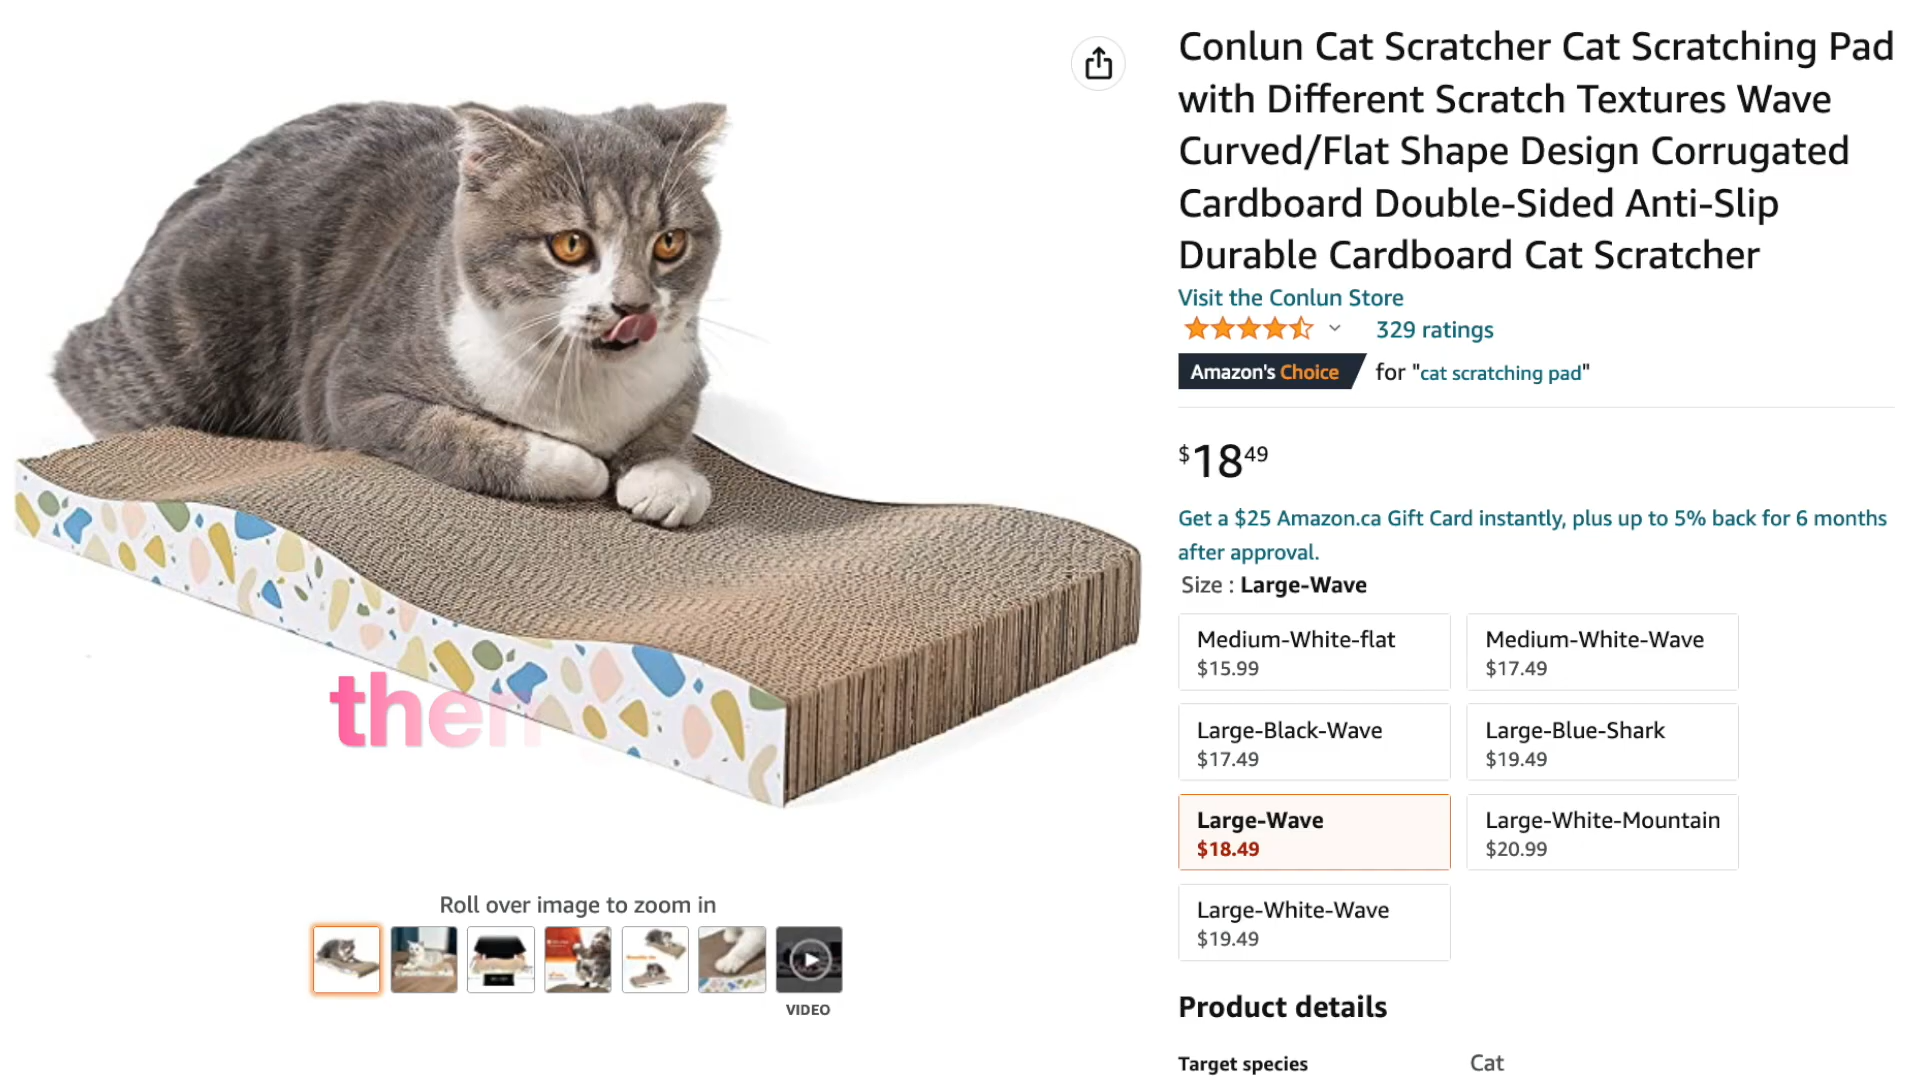 Conlun Cat Scratcher Cat Scratching Pad
with Different Scratch Textures Wave
Curved/Flat Shape Design Corrugated
Cardboard Double-Sided Anti-Slip
Durable Cardboard Cat Scratcher
Visit the Conlun Store
329 ratings
Amazon's Choice for "cat scratching pad"
$18.49
Get a $25 Amazon.ca Gift Card instantly, plus up to 5% back for 6 months
after approval.
Size : Large-Wave
Medium-White-flat
$15.99
Medium-White-Wave
$17.49
Large-Black-Wave
$17.49
Large-Blue-Shark
$19.49
Large-Wave
$18.49
Large-White-Mountain
$20.99
Large-White-Wave
$19.49
Product details
Target species Cat
them
Roll over image to zoom in
VIDEO